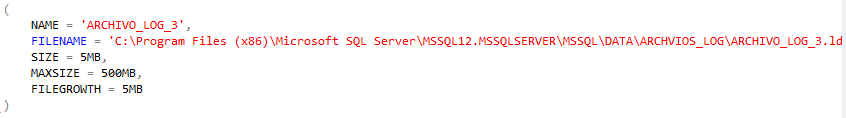 (
NAME = 'ARCHIVO_LOG_3',
FILENAME = 'C:\Program Files (x86)\Microsoft SQL Server\MSSQL12.MSSQLSERVER\MSSQL\DATA\ARCHVIOS_LOG\ARCHIVO_LOG_3.ld
SIZE = 5MB,
MAXSIZE = 500MB,
FILEGROWTH = 5MB
)